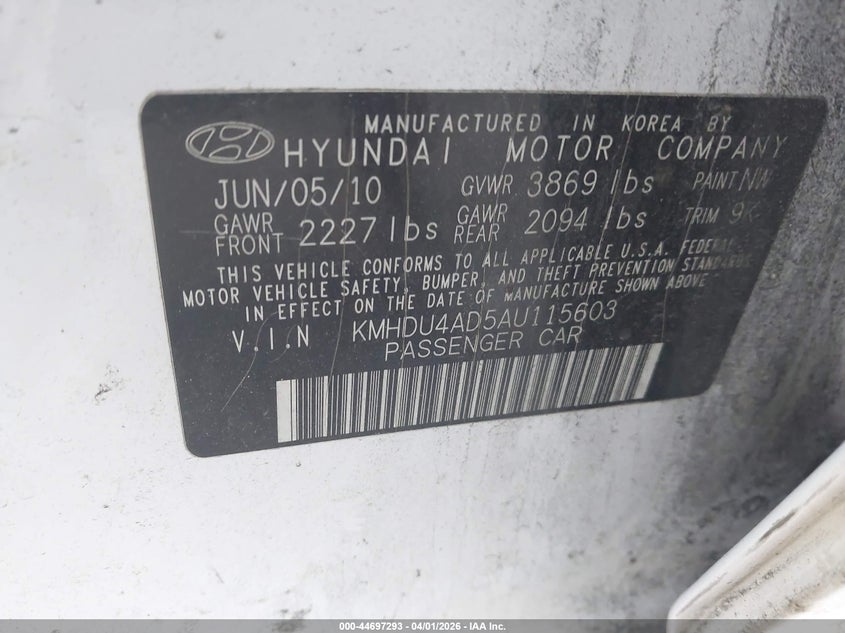 MANUFACTURED IN KOREA BY
HYUNDAI MOTOR COMPANY
JUN/05/10 GVWR 3869 lbs PAINT NW
GAWR FRONT 2227 lbs GAWR REAR 2094 lbs TRIM
THIS VEHICLE CONFORMS TO ALL APPLICABLE U.S.A. FEDERAL
MOTOR VEHICLE SAFETY, BUMPER, AND THEFT PREVENTION STANDARDS
IN EFFECT ON THE DATE OF MANUFACTURE SHOWN ABOVE
V.I.N KMHDU4AD5AU115603
PASSENGER CAR
000-44697293 - 04/01/2026 - IAA Inc.